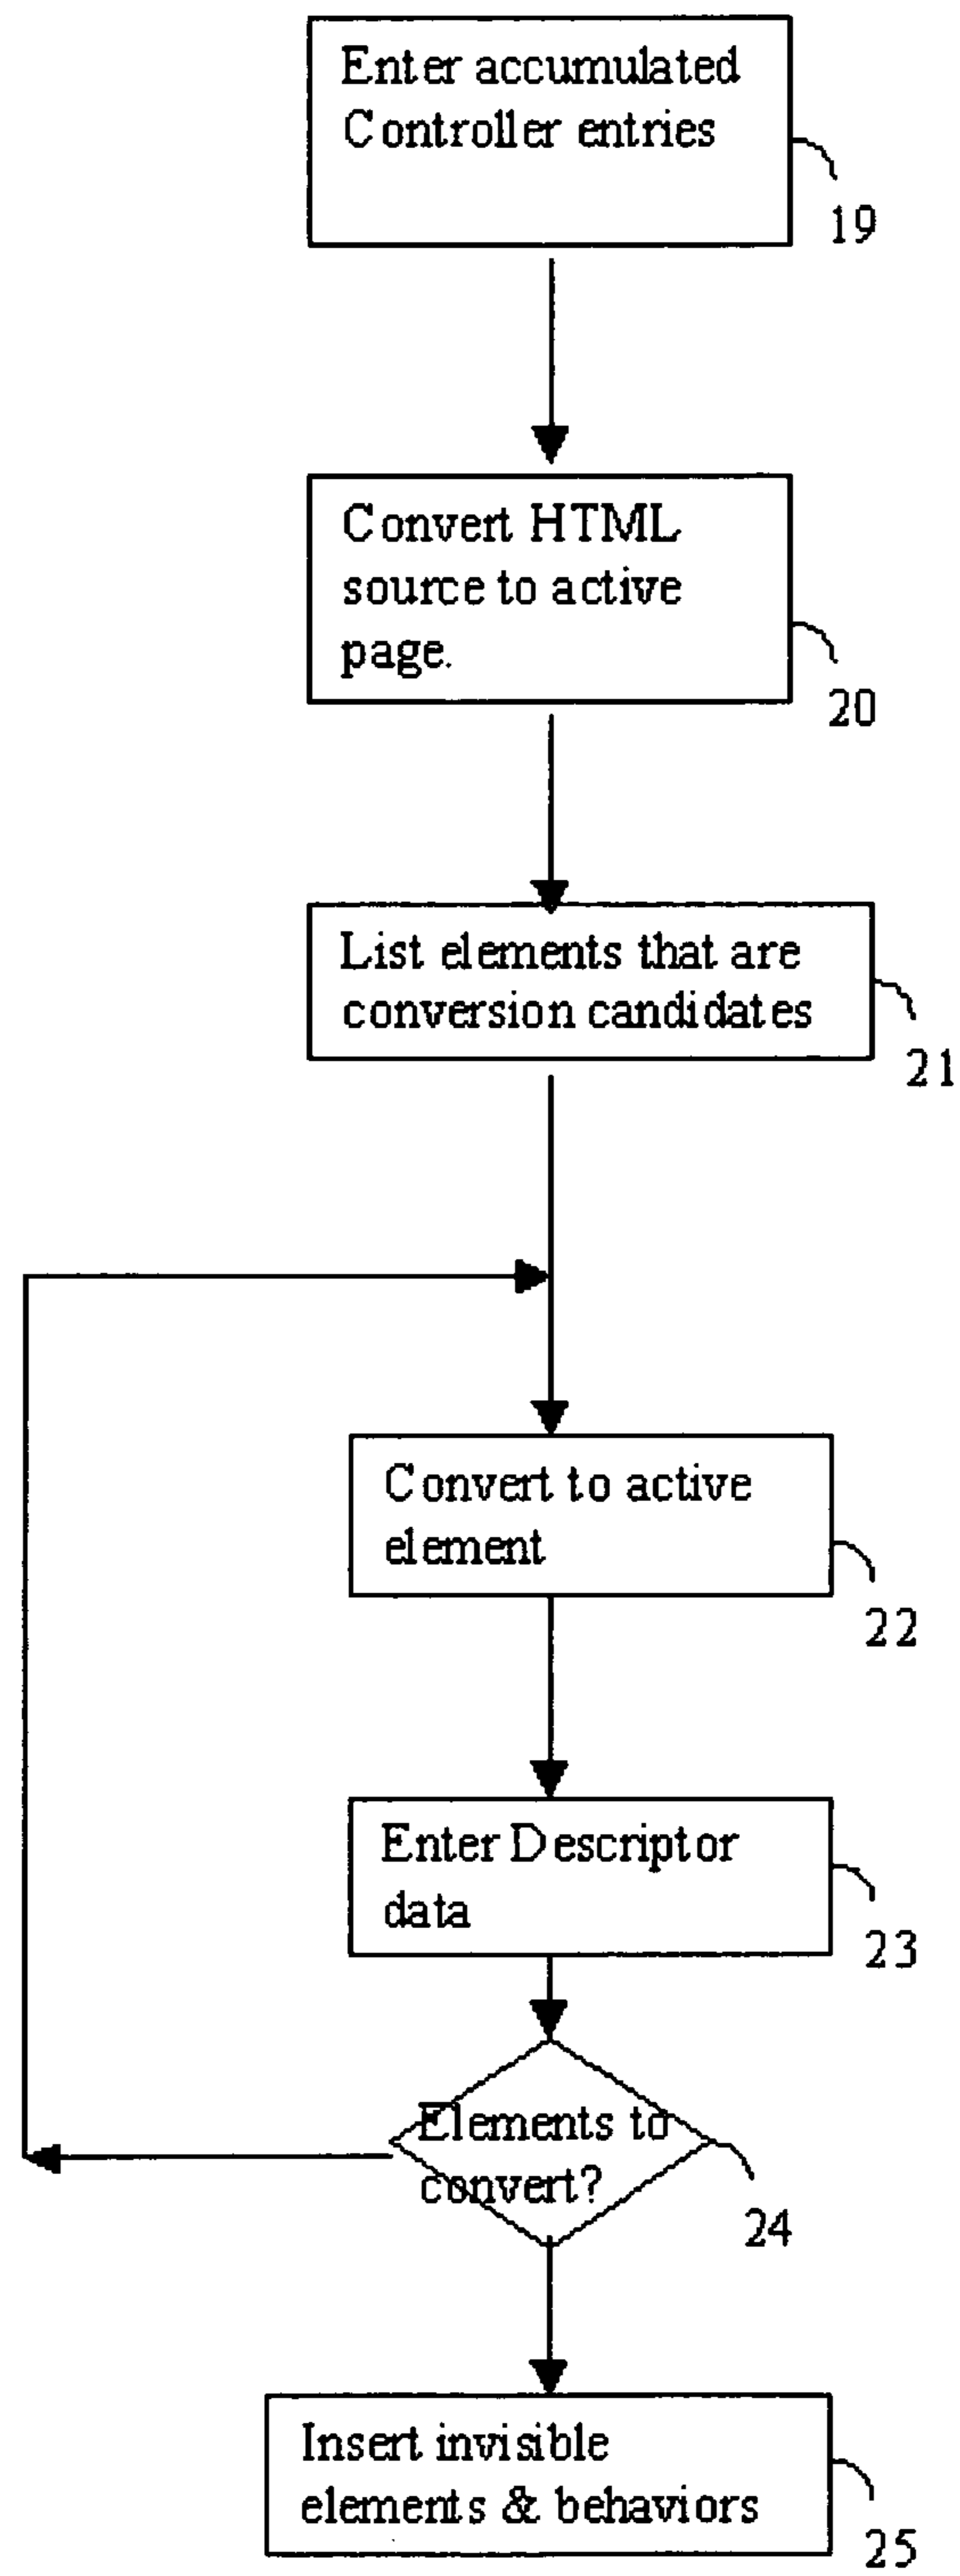 Enter accumulated
Controller entries
19
Convert HTML
source to active
page.
20
List elements that are
conversion candidates
21
Convert to active
element
22
Enter Descriptor
data
23
Elements to
convert?
24
Insert invisible
elements & behaviors
25